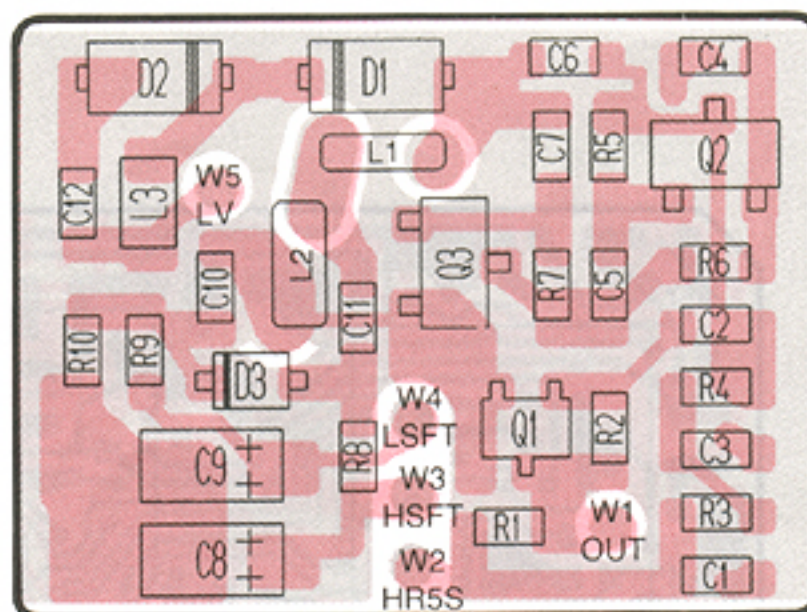 D2
D1
C6
C4
C12
L3
W5
LV
L1
C7
R5
Q2
C10
L2
C11
Q3
R7
C5
R6
R10
R9
D3
C2
R4
W4
LSFT
Q1
R2
C9
R8
W3
HSFT
C3
C8
R1
W1
OUT
R3
W2
HR5S
C1